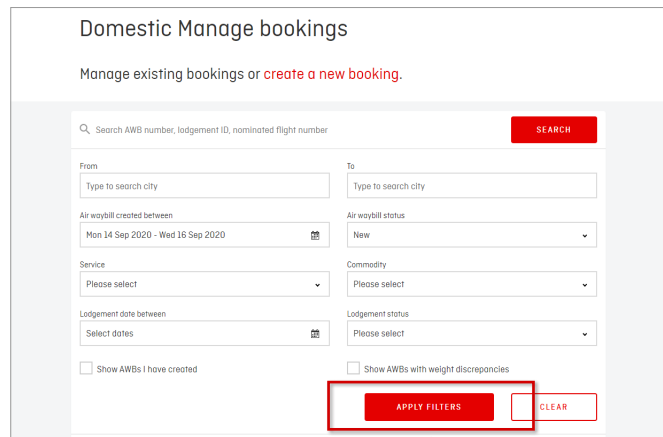 Domestic Manage bookings
Manage existing bookings or create a new booking.
Search AWB number, lodgement ID, nominated flight number
SEARCH
From
To
Type to search city
Type to search city
Air waybill created between
Air waybill status
Mon 14 Sep 2020 - Wed 16 Sep 2020
New
Service
Commodity
Please select
Please select
Lodgement date between
Lodgement status
Select dates
Please select
Show AWBs I have created
Show AWBs with weight discrepancies
APPLY FILTERS
CLEAR